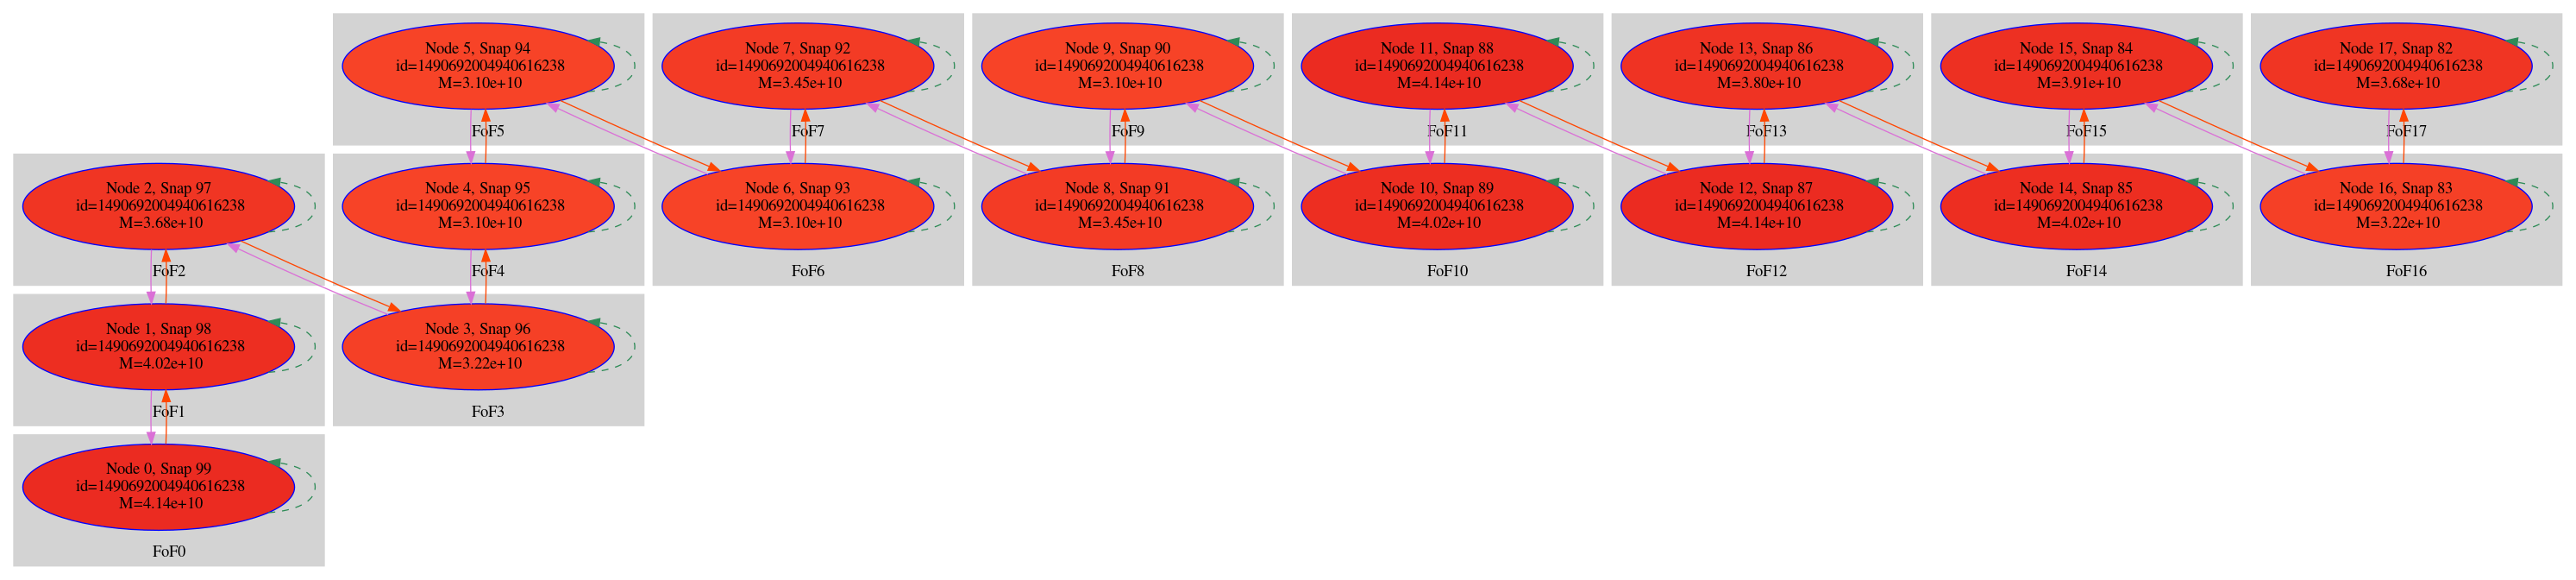 Node 5, Snap 94
id=1490692004940616238
M=3.10e+10
FoF5
Node 7, Snap 92
id=1490692004940616238
M=3.45e+10
FoF7
Node 9, Snap 90
id=1490692004940616238
M=3.10e+10
FoF9
Node 11, Snap 88
id=1490692004940616238
M=4.14e+10
FoF11
Node 13, Snap 86
id=1490692004940616238
M=3.80e+10
FoF13
Node 15, Snap 84
id=1490692004940616238
M=3.91e+10
FoF15
Node 17, Snap 82
id=1490692004940616238
M=3.68e+10
FoF17
Node 2, Snap 97
id=1490692004940616238
M=3.68e+10
FoF2
Node 4, Snap 95
id=1490692004940616238
M=3.10e+10
FoF4
Node 6, Snap 93
id=1490692004940616238
M=3.10e+10
FoF6
Node 8, Snap 91
id=1490692004940616238
M=3.45e+10
FoF8
Node 10, Snap 89
id=1490692004940616238
M=4.02e+10
FoF10
Node 12, Snap 87
id=1490692004940616238
M=4.14e+10
FoF12
Node 14, Snap 85
id=1490692004940616238
M=4.02e+10
FoF14
Node 16, Snap 83
id=1490692004940616238
M=3.22e+10
FoF16
Node 1, Snap 98
id=1490692004940616238
M=4.02e+10
FoF1
Node 3, Snap 96
id=1490692004940616238
M=3.22e+10
FoF3
Node 0, Snap 99
id=1490692004940616238
M=4.14e+10
FoF0